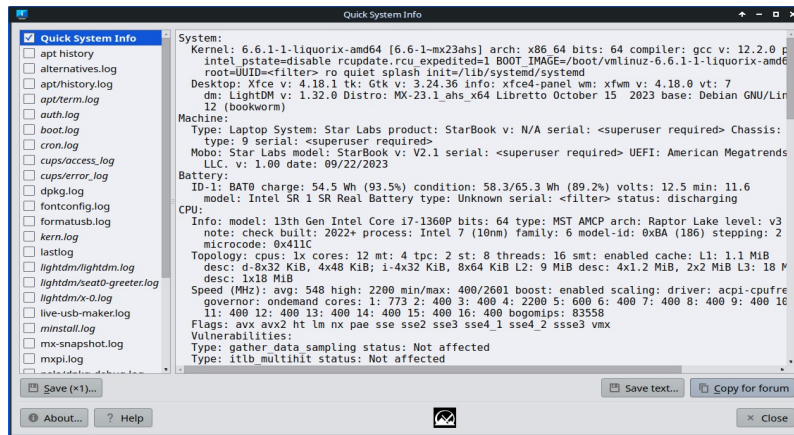 Quick System Info
Quick System Info
apt history
alternatives.log
apt/history.log
apt/term.log
auth.log
boot.log
cron.log
cups/access_log
cups/error_log
dpkg.log
fontconfig.log
formatusb.log
kern.log
lastlog
lightdm/lightdm.log
lightdm/seat0-greeter.log
lightdm/x-0.log
live-usb-maker.log
minstall.log
mx-snapshot.log
mxpi.log
System:
Kernel: 6.6.1-1-liquorix-amd64 [6.6-1~mx23ahs] arch: x86_64 bits: 64 compiler: gcc v: 12.2.0 p
intel_pstate=disable rcupdate.rcu_expedited=1 BOOT_IMAGE=/boot/vmlinuz-6.6.1-1-liquorix-amd6
root=UUID=<filter> ro quiet splash init=/lib/systemd/systemd
Desktop: Xfce v: 4.18.1 tk: Gtk v: 3.24.36 info: xfce4-panel wm: xfwm v: 4.18.0 vt: 7
dm: LightDM v: 1.32.0 Distro: MX-23.1_ahs_x64 Libretto October 15 2023 base: Debian GNU/Lin
12 (bookworm)
Machine:
Type: Laptop System: Star Labs product: StarBook v: N/A serial: <superuser required> Chassis:
type: 9 serial: <superuser required>
Mobo: Star Labs model: StarBook v: V2.1 serial: <superuser required> UEFI: American Megatrends
LLC. v: 1.00 date: 09/22/2023
Battery:
ID-1: BAT0 charge: 54.5 Wh (93.5%) condition: 58.3/65.3 Wh (89.2%) volts: 12.5 min: 11.6
model: Intel SR 1 SR Real Battery type: Unknown serial: <filter> status: discharging
CPU:
Info: model: 13th Gen Intel Core i7-1360P bits: 64 type: MST AMCP arch: Raptor Lake level: v3
note: check built: 2022+ process: Intel 7 (10nm) family: 6 model-id: 0xBA (186) stepping: 2
microcode: 0x411C
Topology: cpus: 1x cores: 12 mt: 4 tpc: 2 st: 8 threads: 16 smt: enabled cache: L1: 1.1 MiB
desc: d-8x32 KiB, 4x48 KiB; i-4x32 KiB, 8x64 KiB L2: 9 MiB desc: 4x1.2 MiB, 2x2 MiB L3: 18 M
desc: 1x18 MiB
Speed (MHz): avg: 548 high: 2200 min/max: 400/2601 boost: enabled scaling: driver: acpi-cpufre
governor: ondemand cores: 1: 773 2: 400 3: 400 4: 2200 5: 600 6: 400 7: 400 8: 400 9: 400 10
11: 400 12: 400 13: 400 14: 400 15: 400 16: 400 bogomips: 83558
Flags: avx avx2 ht lm nx pae sse sse2 sse3 sse4_1 sse4_2 ssse3 vmx
Vulnerabilities:
Type: gather_data_sampling status: Not affected
Type: itlb_multihit status: Not affected
Save (×1)...
Save text...
Copy for forum
About...
? Help
Close